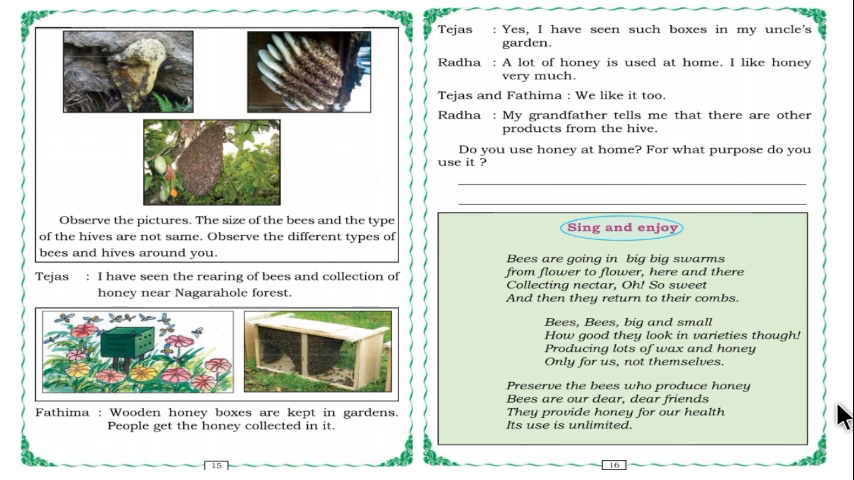 Observe the pictures. The size of the bees and the type
of the hives are not same. Observe the different types of
bees and hives around you.
Tejas : I have seen the rearing of bees and collection of
honey near Nagarahole forest.
Fathima : Wooden honey boxes are kept in gardens.
People get the honey collected in it.
15
Tejas : Yes, I have seen such boxes in my uncle's
garden.
Radha : A lot of honey is used at home. I like honey
very much.
Tejas and Fathima : We like it too.
Radha : My grandfather tells me that there are other
products from the hive.
Do you use honey at home? For what purpose do you
use it ?
Sing and enjoy
Bees are going in big big swarms
from flower to flower, here and there
Collecting nectar, Oh! So sweet
And then they return to their combs.
Bees, Bees, big and small
How good they look in varieties though!
Producing lots of wax and honey
Only for us, not themselves.
Preserve the bees who produce honey
Bees are our dear, dear friends
They provide honey for our health
Its use is unlimited.
16